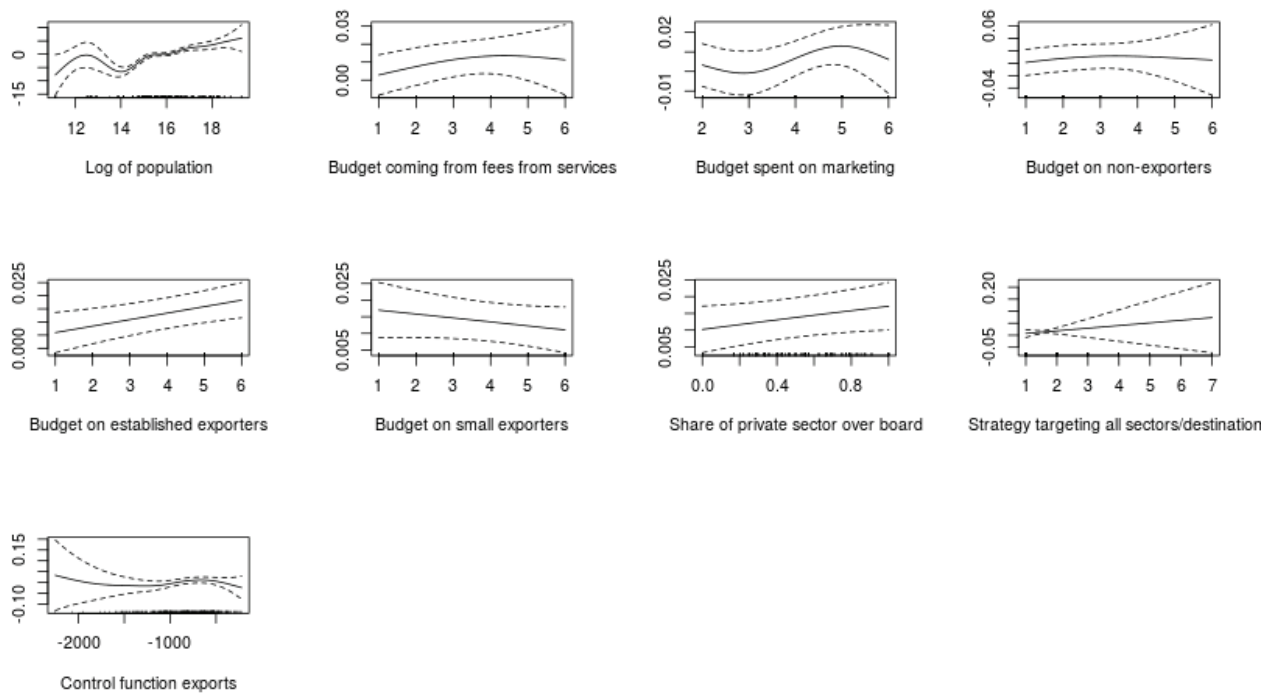 0
-15
12 14 16 18
Log of population
0.03
0.00
1 2 3 4 5 6
Budget coming from fees from services
0.02
-0.01
2 3 4 5 6
Budget spent on marketing
0.06
-0.04
1 2 3 4 5 6
Budget on non-exporters
0.025
0.000
1 2 3 4 5 6
Budget on established exporters
0.025
0.005
1 2 3 4 5 6
Budget on small exporters
0.025
0.005
0.0 0.4 0.8
Share of private sector over board
0.20
-0.05
1 2 3 4 5 6 7
Strategy targeting all sectors/destination
0.15
-0.10
-2000 -1000
Control function exports